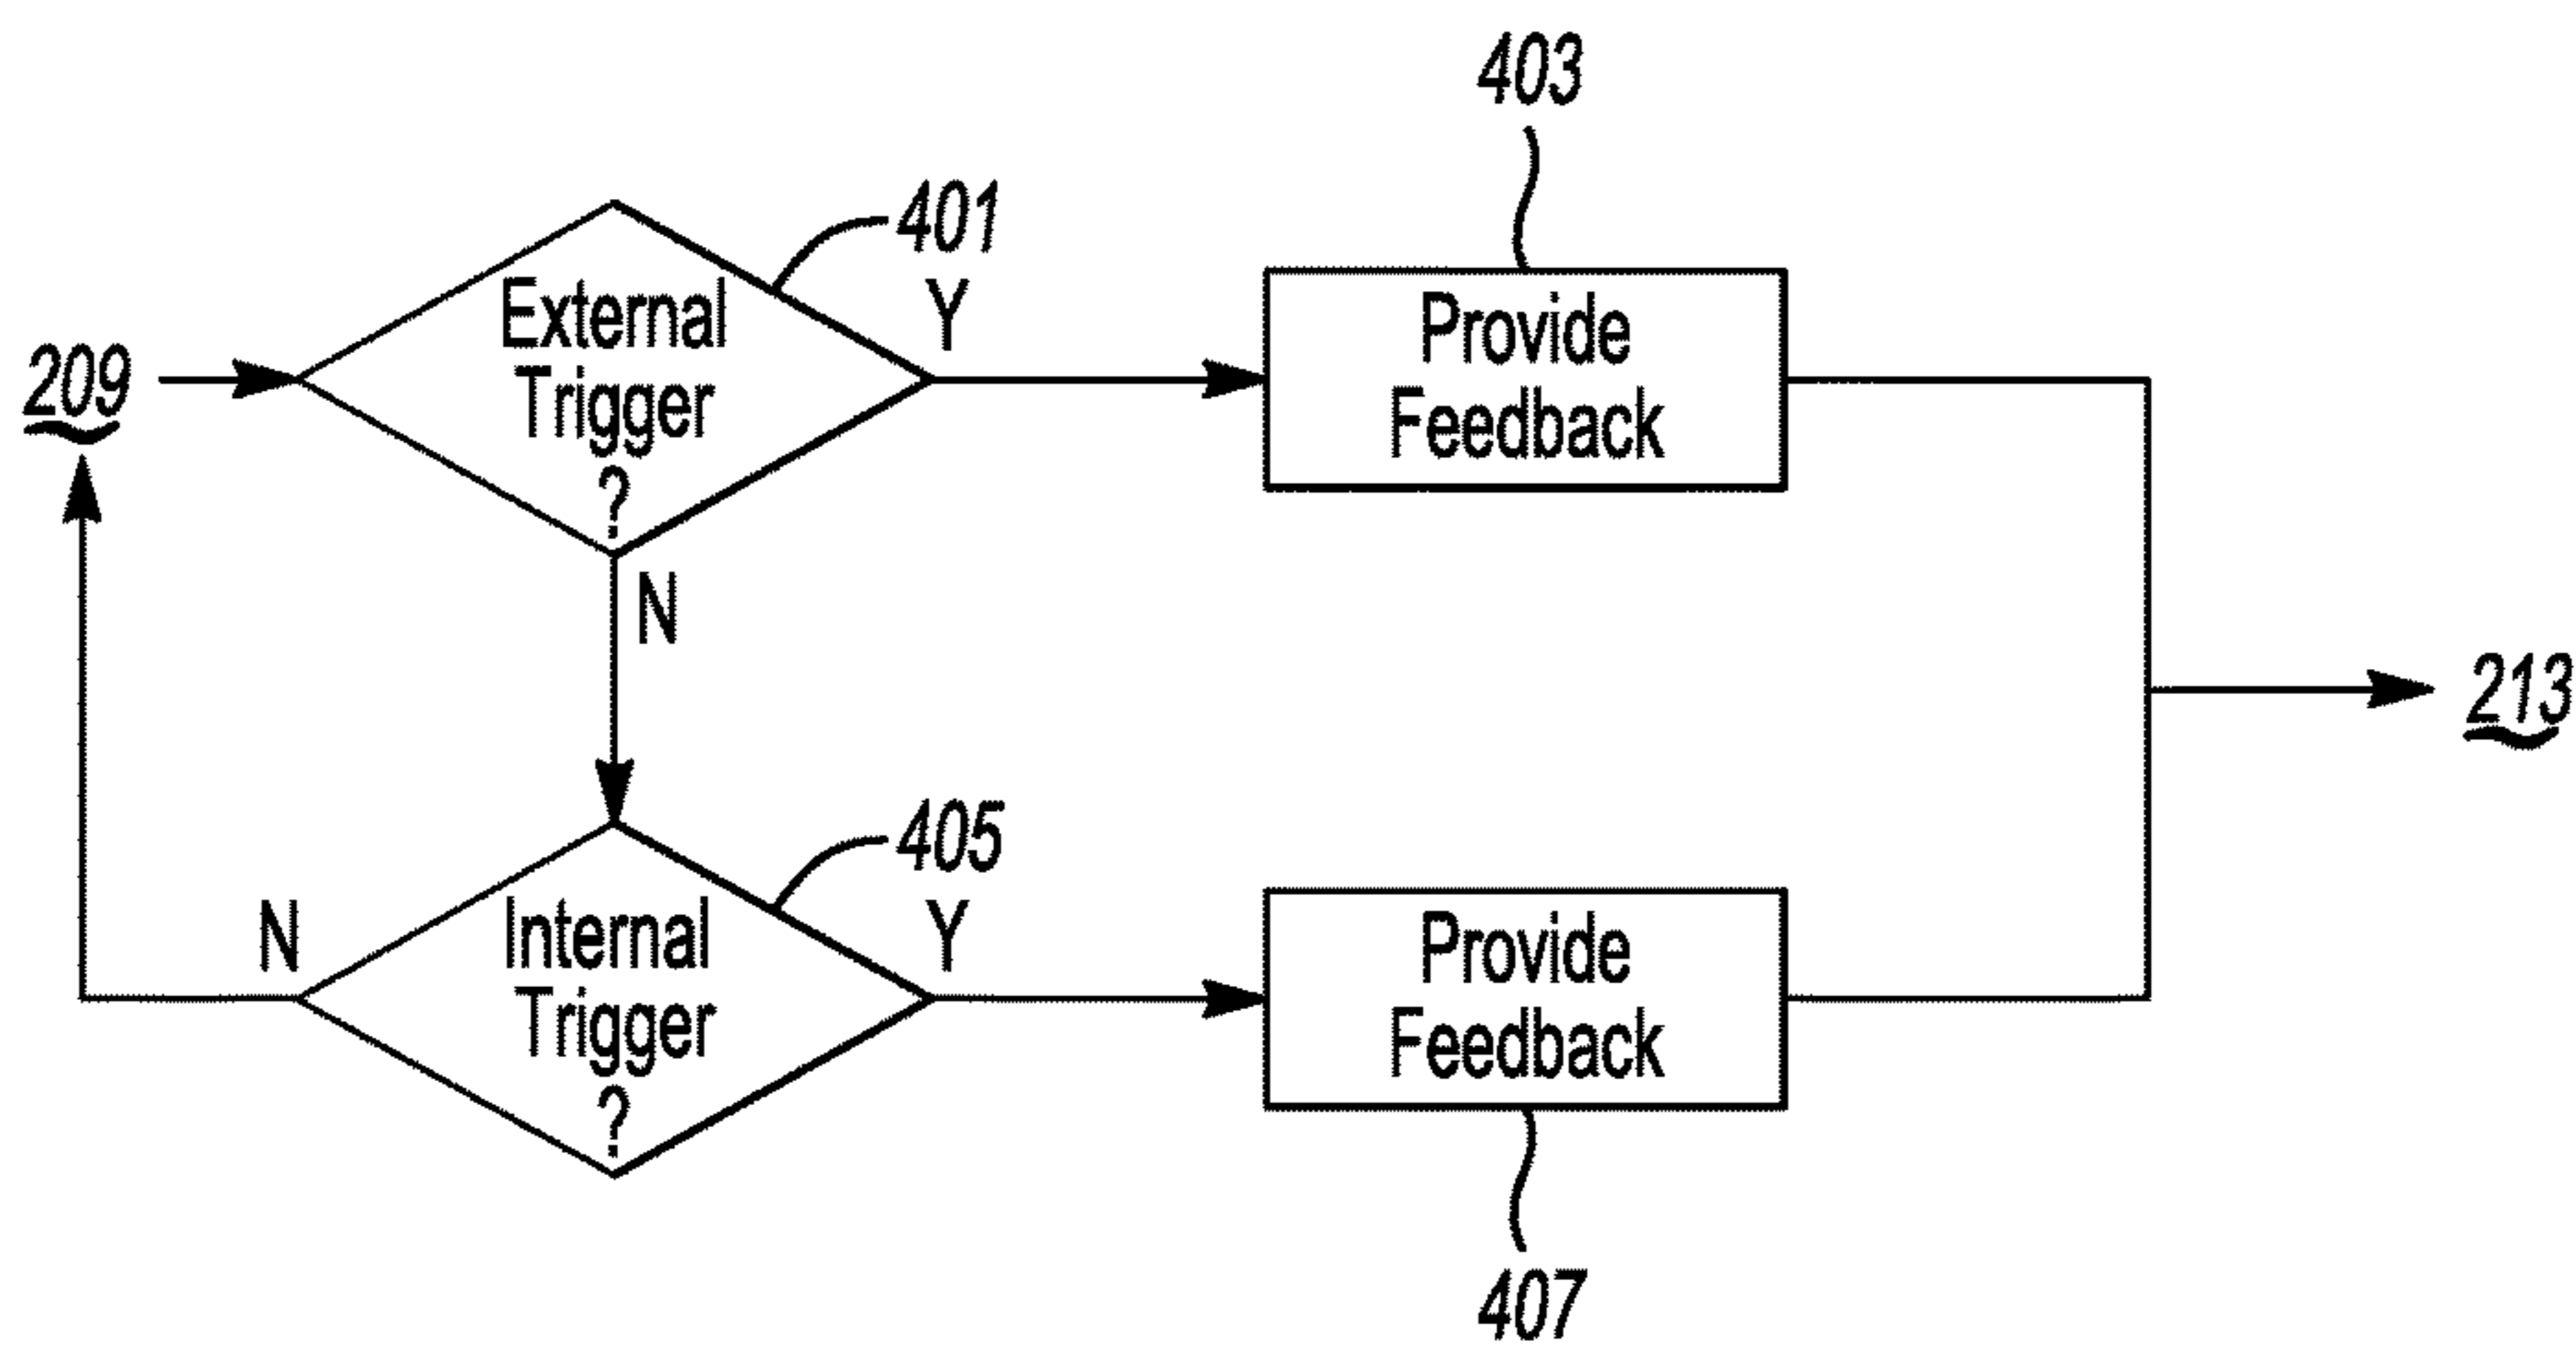 403
401
External
Trigger
?
Y
Provide
Feedback
209
N
213
405
Internal
Trigger
?
N
Y
Provide
Feedback
407